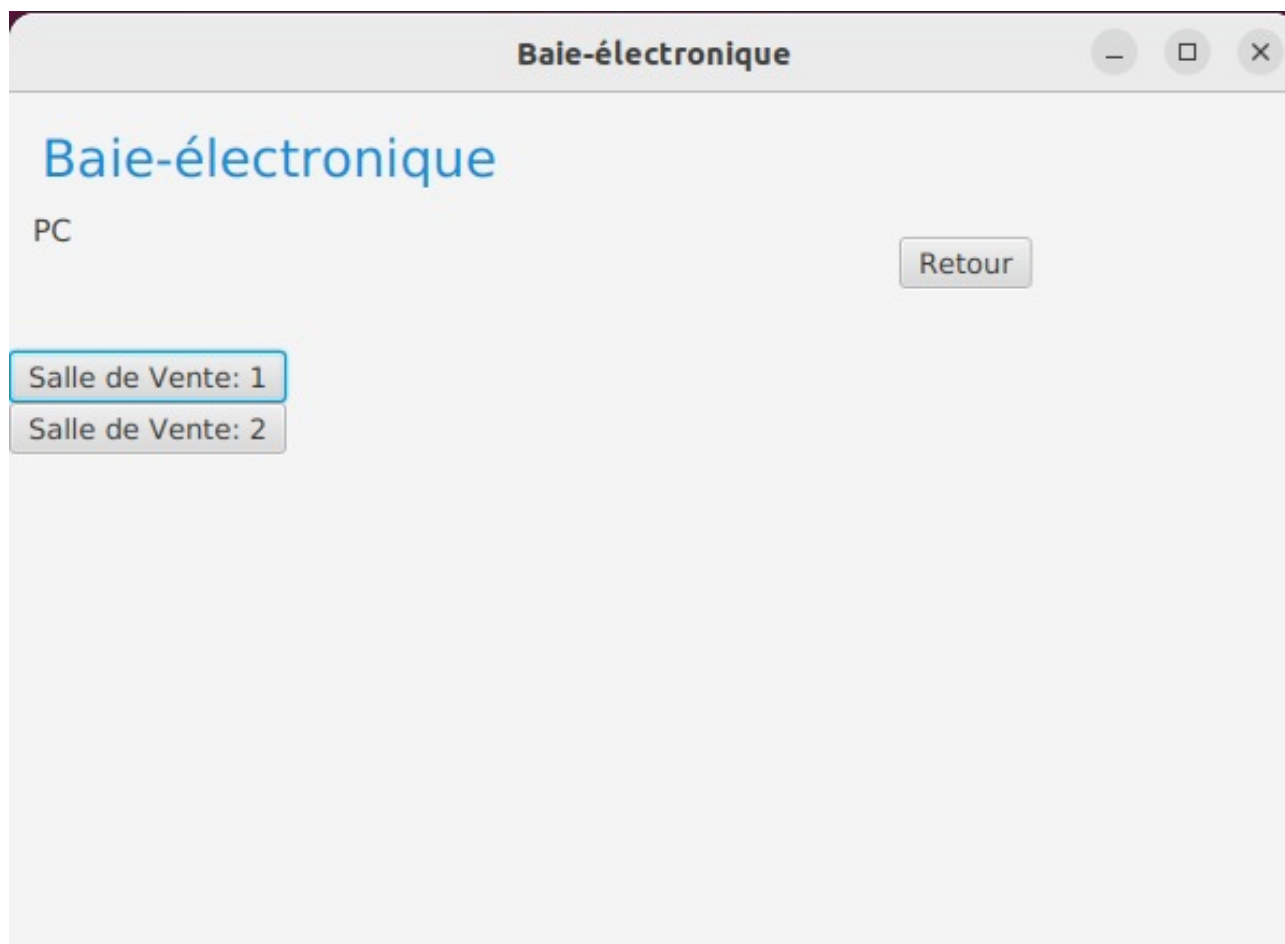 Baie-électronique
Baie-électronique
PC
Retour
Salle de Vente: 1
Salle de Vente: 2